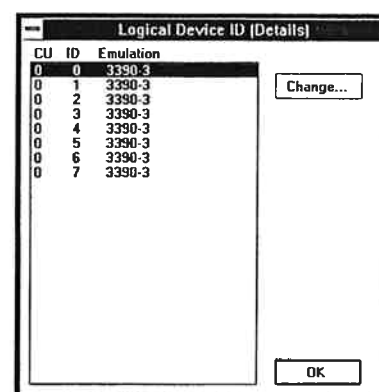 Logical Device ID (Details)
CU ID Emulation
0 0 3390-3
0 1 3390-3
0 2 3390-3
0 3 3390-3
0 4 3390-3
0 5 3390-3
0 6 3390-3
0 7 3390-3
Change...
OK